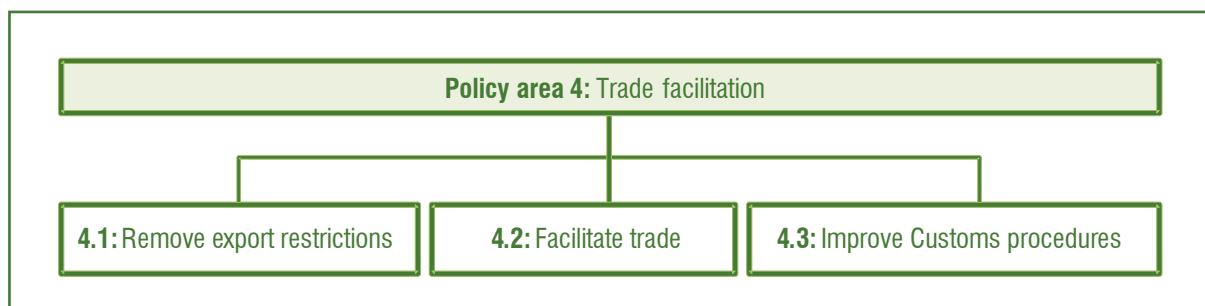 Policy area 4: Trade facilitation
4.1: Remove export restrictions
4.2: Facilitate trade
4.3: Improve Customs procedures